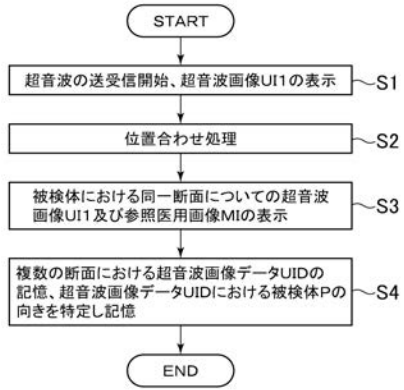 START
超音波の送受信開始、超音波画像UI1の表示
S1
位置合わせ処理
S2
被検体における同一断面についての超音波
画像UI1及び参照医用画像MIの表示
S3
複数の断面における超音波画像データUIDの
記憶、超音波画像データUIDにおける被検体Pの
向きを特定し記憶
S4
END